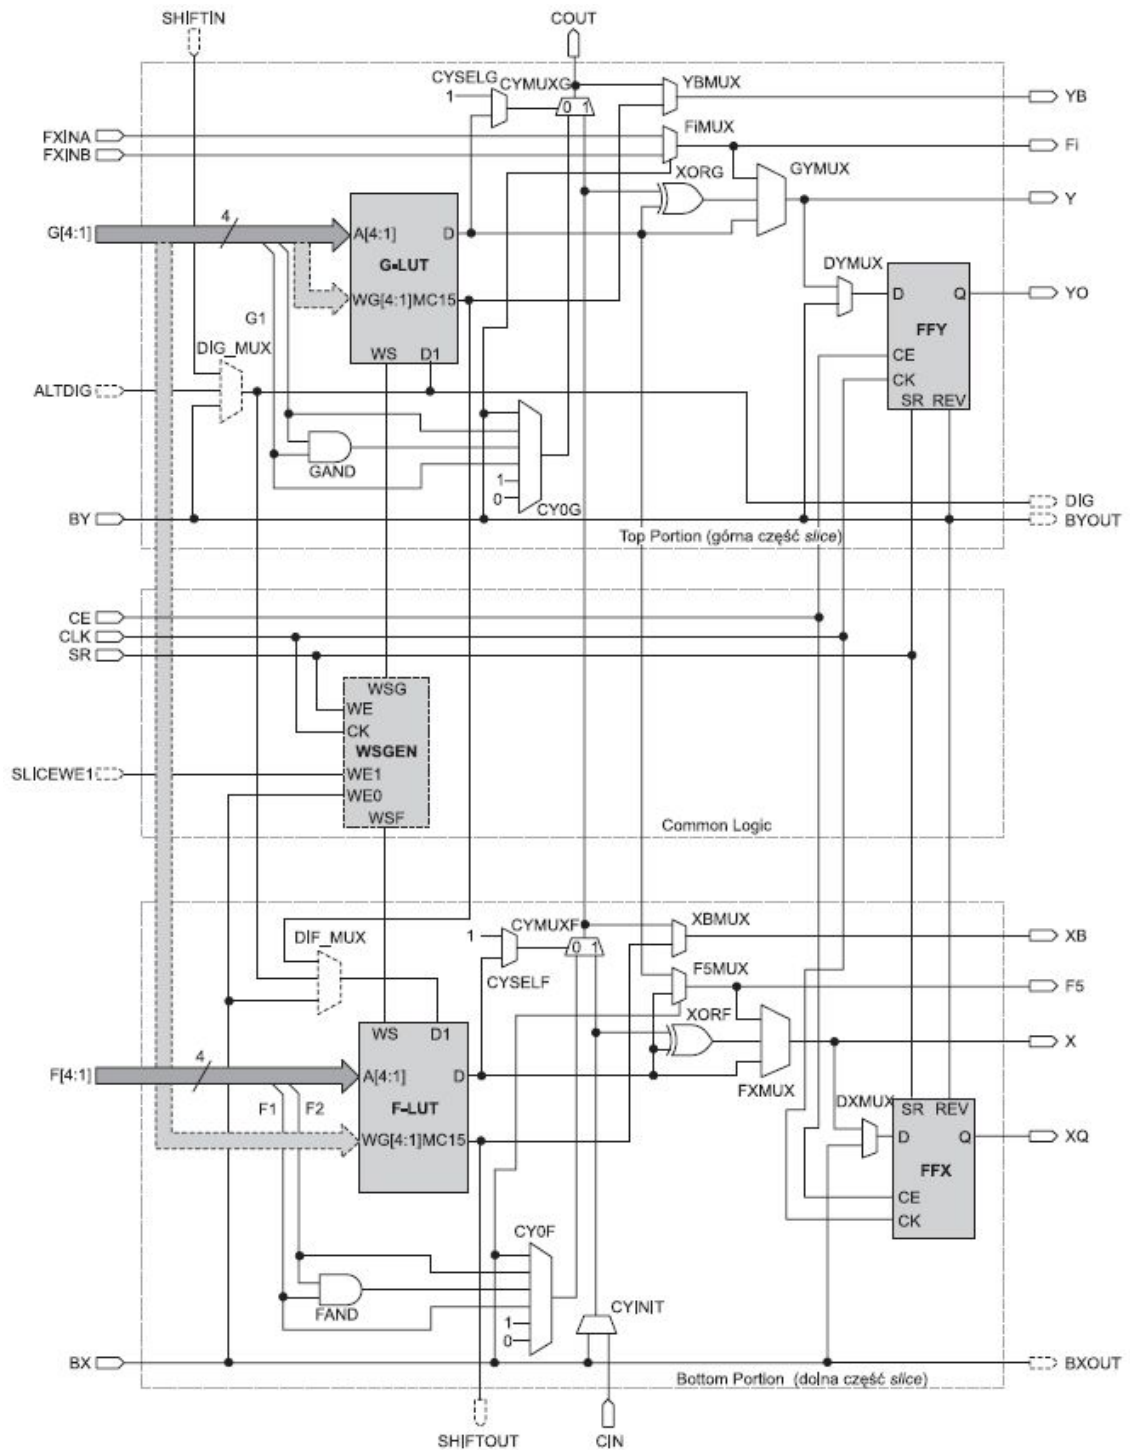 SHIFTIN
COUT
CYSELG
CYMUXG
YBMUX
1
0 1
YB
FXINA
FXINB
FiMUX
Fi
XORG
GYMUX
Y
G[4:1]
4
A[4:1]
D
G-LUT
WG[4:1]MC15
WS
D1
G1
DYMUX
D
Q
FFY
CE
CK
SR
REV
YO
DIG_MUX
ALTDIG
GAND
1
0
CY0G
DIG
BY
BYOUT
Top Portion (górna część slice)
CE
CLK
SR
WSG
WE
CK
WSGEN
WE1
WE0
WSF
SLICEWE1
Common Logic
DIF_MUX
1
CYMUXF
0 1
CYSELF
XBMUX
XB
F5MUX
F5
XORF
FXMUX
X
WS
D1
F[4:1]
4
A[4:1]
D
F-LUT
WG[4:1]MC15
F1
F2
DXMUX
SR
REV
D
Q
FFX
CE
CK
XQ
CY0F
FAND
1
0
CYINIT
BX
BXOUT
Bottom Portion (dolna część slice)
SHIFTOUT
CIN